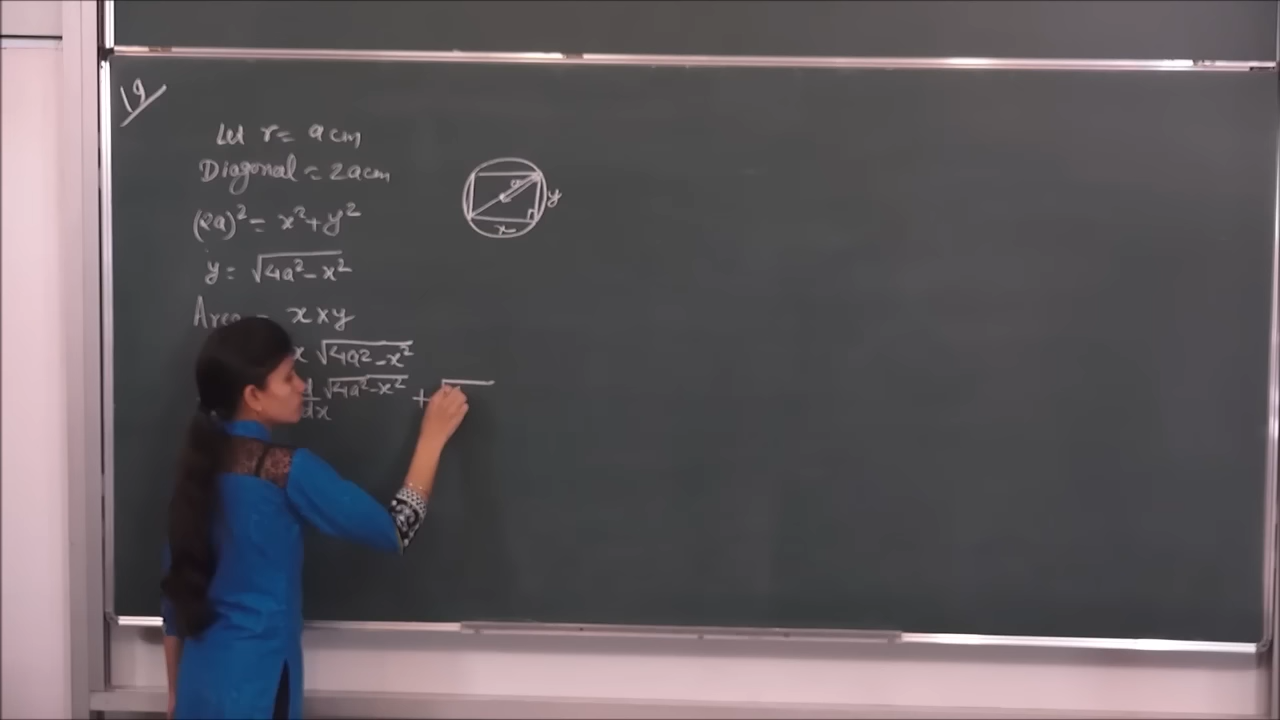 19
Let r = a cm
Diagonal = 2a cm
(2a)² = x² + y²
y = √(4a² - x²)
Area = x × y
x √(4a² - x²)
d/dx √(4a² - x²) + √
a
y
x